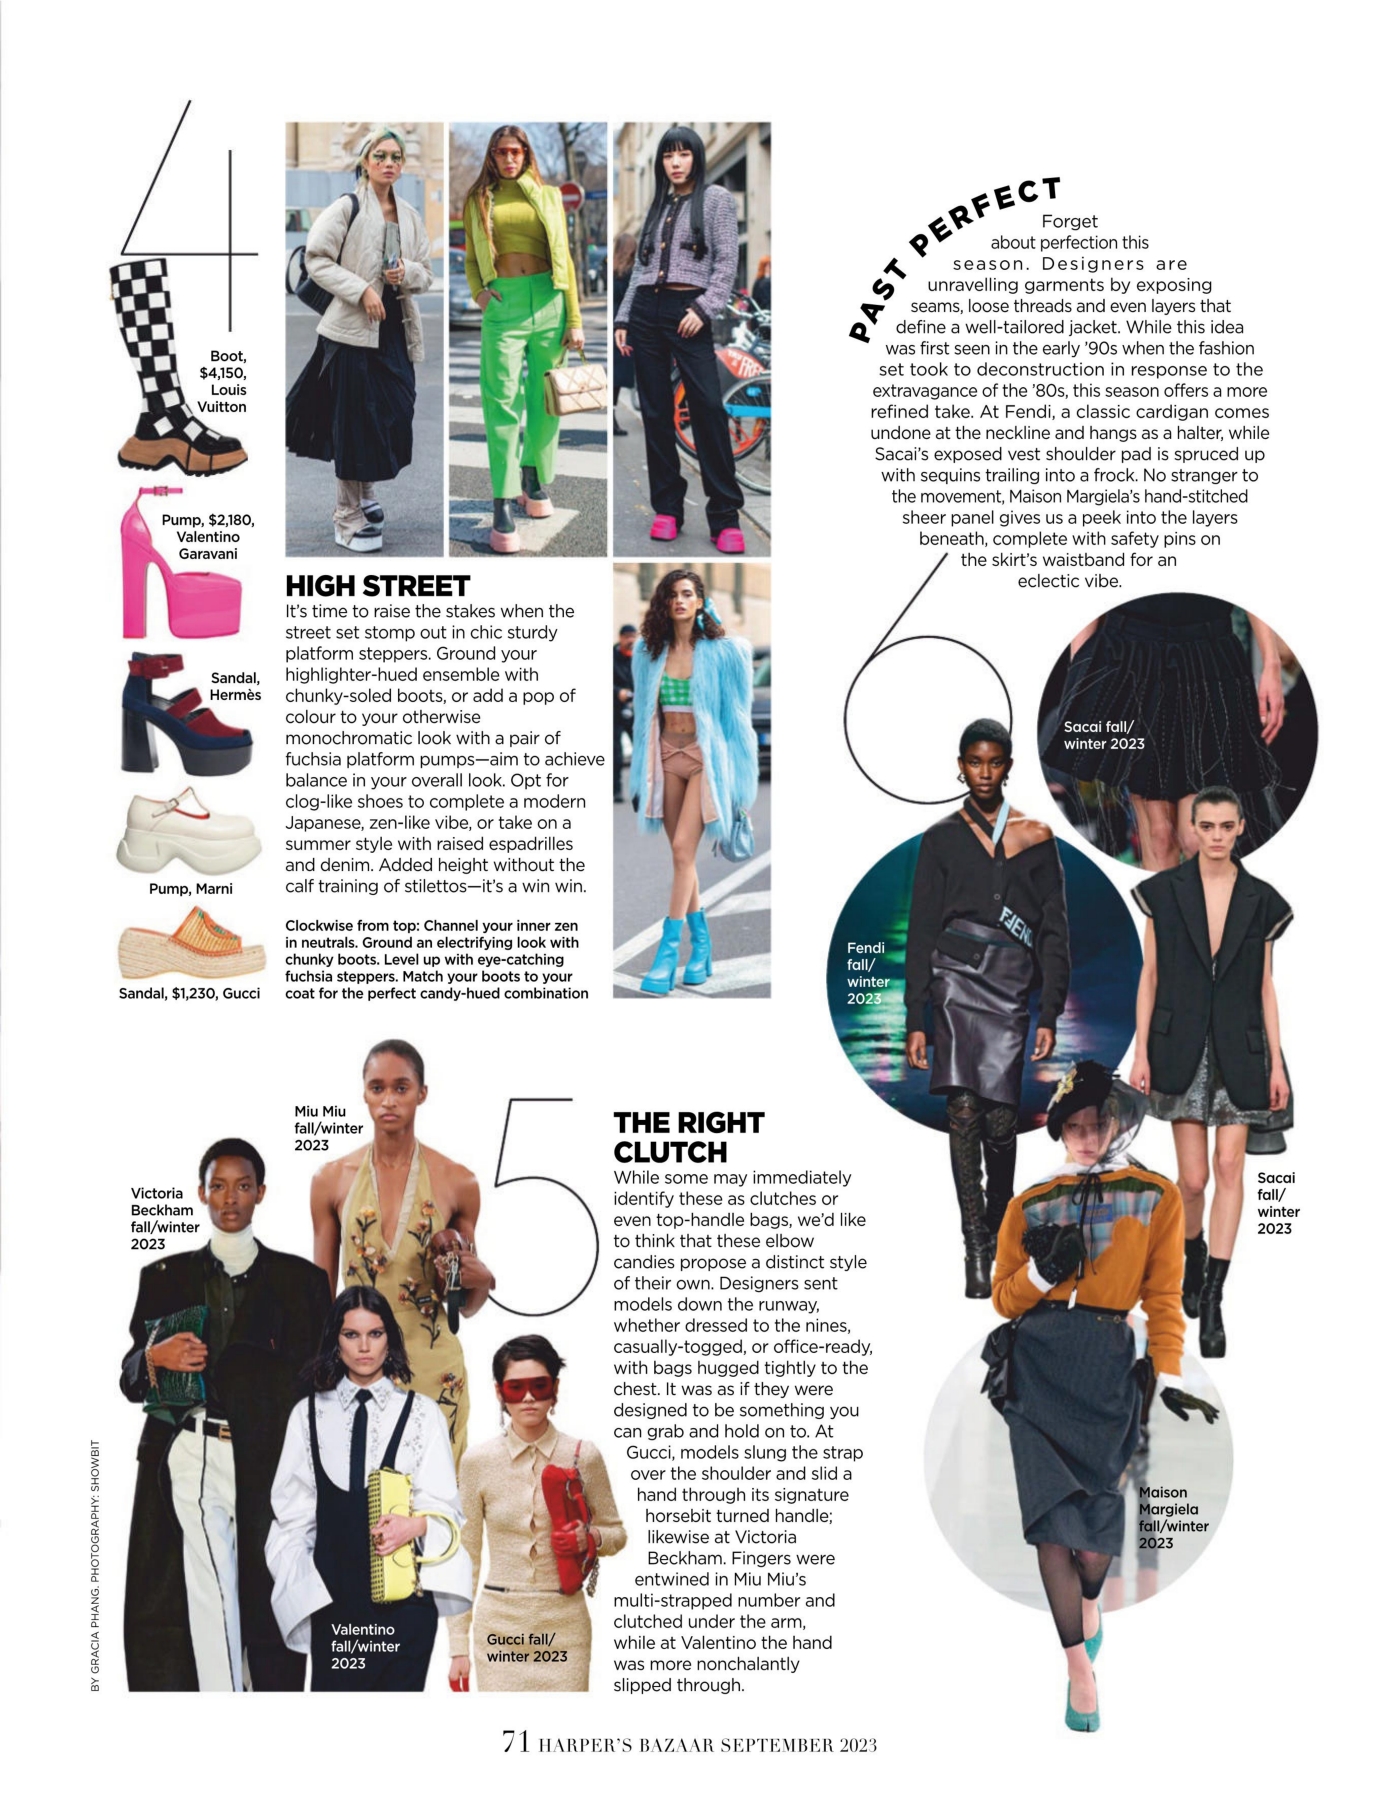 4
Boot,
$4,150,
Louis
Vuitton
Pump, $2,180,
Valentino
Garavani
Sandal,
Hermès
Pump, Marni
Sandal, $1,230, Gucci
HIGH STREET
It's time to raise the stakes when the
street set stomp out in chic sturdy
platform steppers. Ground your
highlighter-hued ensemble with
chunky-soled boots, or add a pop of
colour to your otherwise
monochromatic look with a pair of
fuchsia platform pumps—aim to achieve
balance in your overall look. Opt for
clog-like shoes to complete a modern
Japanese, zen-like vibe, or take on a
summer style with raised espadrilles
and denim. Added height without the
calf training of stilettos—it's a win win.
Clockwise from top: Channel your inner zen
in neutrals. Ground an electrifying look with
chunky boots. Level up with eye-catching
fuchsia steppers. Match your boots to your
coat for the perfect candy-hued combination
5
Miu Miu
fall/winter
2023
Victoria
Beckham
fall/winter
2023
Valentino
fall/winter
2023
Gucci fall/
winter 2023
THE RIGHT
CLUTCH
While some may immediately
identify these as clutches or
even top-handle bags, we'd like
to think that these elbow
candies propose a distinct style
of their own. Designers sent
models down the runway,
whether dressed to the nines,
casually-togged, or office-ready,
with bags hugged tightly to the
chest. It was as if they were
designed to be something you
can grab and hold on to. At
Gucci, models slung the strap
over the shoulder and slid a
hand through its signature
horsebit turned handle;
likewise at Victoria
Beckham. Fingers were
entwined in Miu Miu's
multi-strapped number and
clutched under the arm,
while at Valentino the hand
was more nonchalantly
slipped through.
PAST PERFECT
Forget
about perfection this
season. Designers are
unravelling garments by exposing
seams, loose threads and even layers that
define a well-tailored jacket. While this idea
was first seen in the early '90s when the fashion
set took to deconstruction in response to the
extravagance of the '80s, this season offers a more
refined take. At Fendi, a classic cardigan comes
undone at the neckline and hangs as a halter, while
Sacai's exposed vest shoulder pad is spruced up
with sequins trailing into a frock. No stranger to
the movement, Maison Margiela's hand-stitched
sheer panel gives us a peek into the layers
beneath, complete with safety pins on
the skirt's waistband for an
eclectic vibe.
6
Sacai fall/
winter 2023
Fendi
fall/
winter
2023
FENDI
Sacai
fall/
winter
2023
Maison
Margiela
fall/winter
2023
BY GRACIA PHANG. PHOTOGRAPHY: SHOWBIT
71 HARPER'S BAZAAR SEPTEMBER 2023